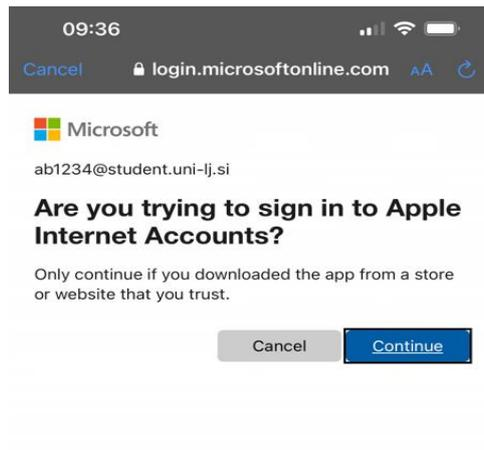 09:36
Cancel login.microsoftonline.com AA
Microsoft
ab1234@student.uni-lj.si
Are you trying to sign in to Apple
Internet Accounts?
Only continue if you downloaded the app from a store
or website that you trust.
Cancel Continue